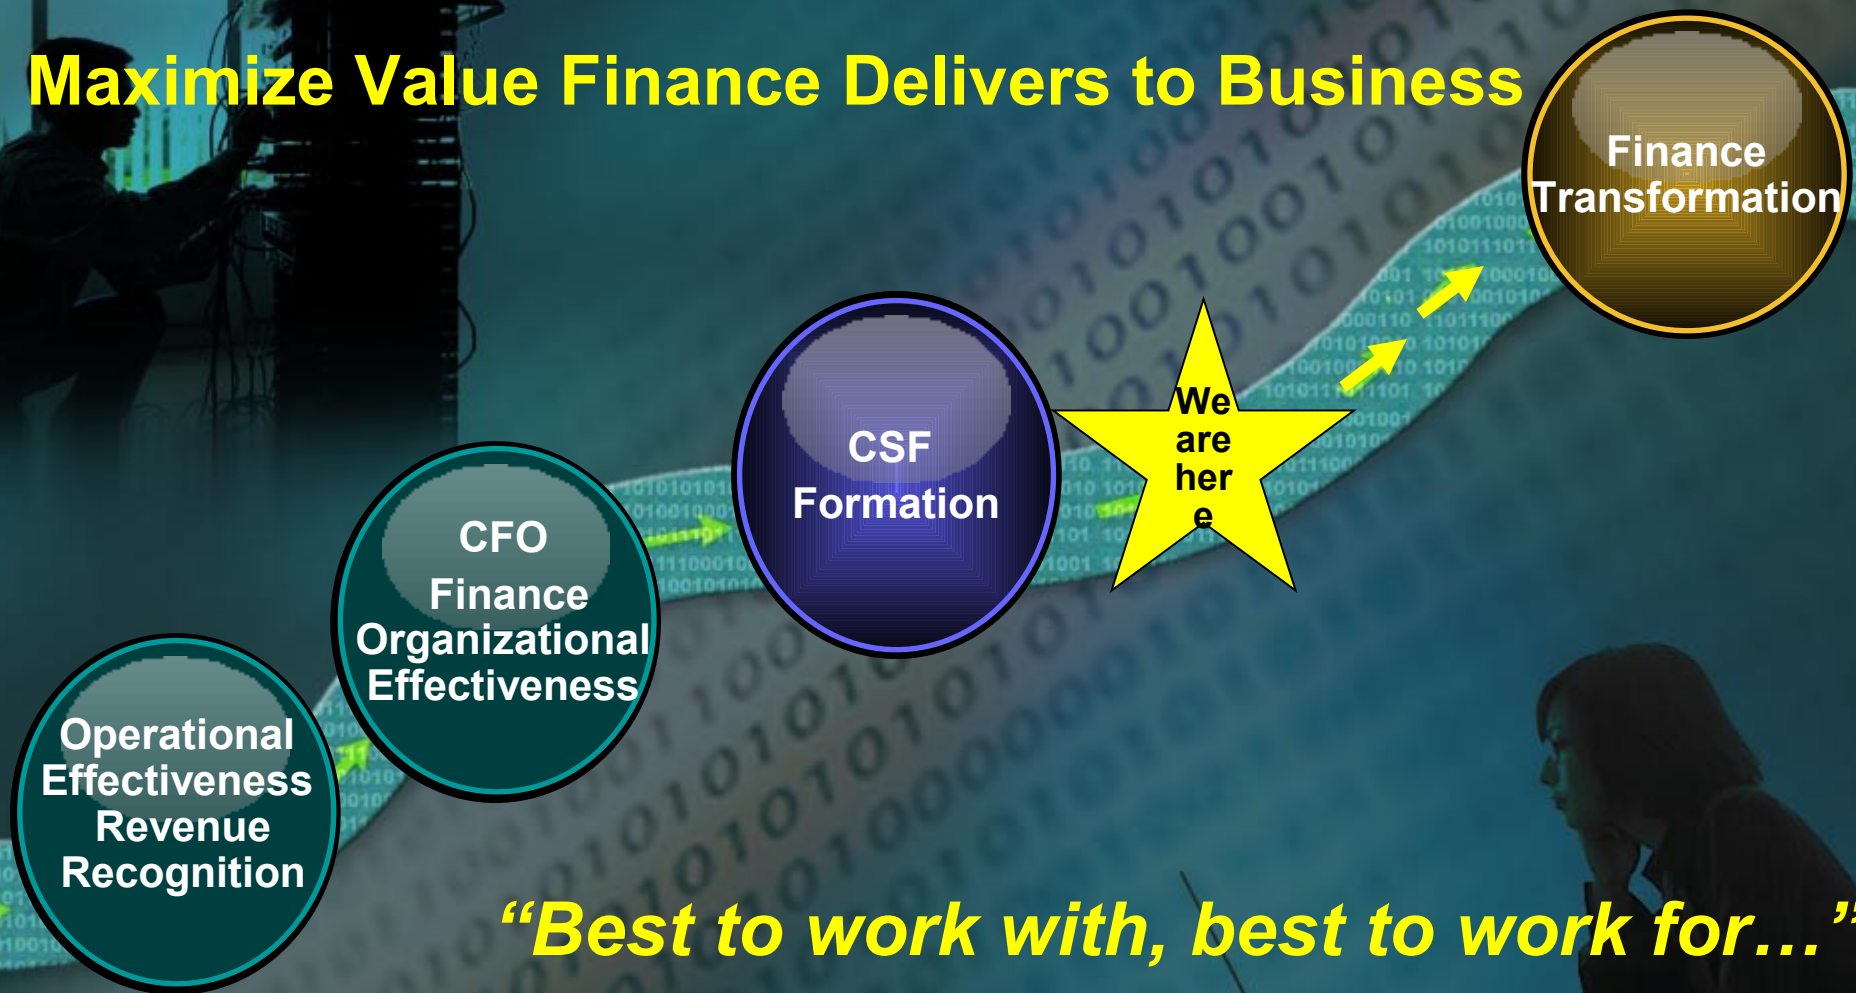 Maximize Value Finance Delivers to Business
Finance
Transformation
We
are
her
e
CSF
Formation
CFO
Finance
Organizational
Effectiveness
Operational
Effectiveness
Revenue
Recognition
“Best to work with, best to work for…”